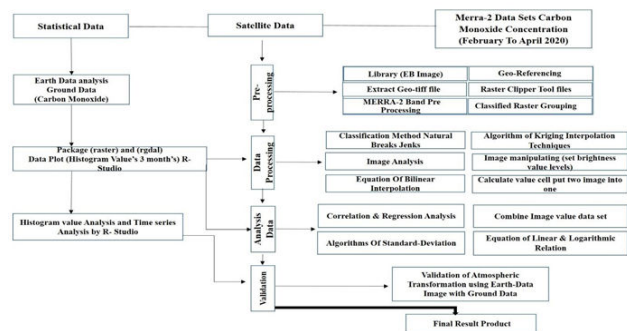 Statistical Data
Satellite Data
Merra-2 Data Sets Carbon
Monoxide Concentration
(February To April 2020)
Earth Data analysis
Ground Data
(Carbon Monoxide)
Pre-
processing
Library (EB Image)
Geo-Referencing
Extract Geo-tiff file
Raster Clipper Tool files
MERRA-2 Band Pre
Processing
Classified Raster Grouping
Package (raster) and (rgdal)
Data Plot (Histogram Value's 3 month's) R-
Studio
Data
Processing
Classification Method Natural
Breaks Jenks
Algorithm of Kriging Interpolation
Techniques
Image Analysis
Image manipulating (set brightness
value levels)
Equation Of Bilinear
Interpolation
Calculate value cell put two image into
one
Histogram value Analysis and Time series
Analysis by R- Studio
Analysis
Data
Correlation & Regression Analysis
Combine Image value data set
Algorithms Of Standard-Deviation
Equation of Linear & Logarithmic
Relation
Validation
Validation of Atmospheric
Transformation using Earth-Data
Image with Ground Data
Final Result Product